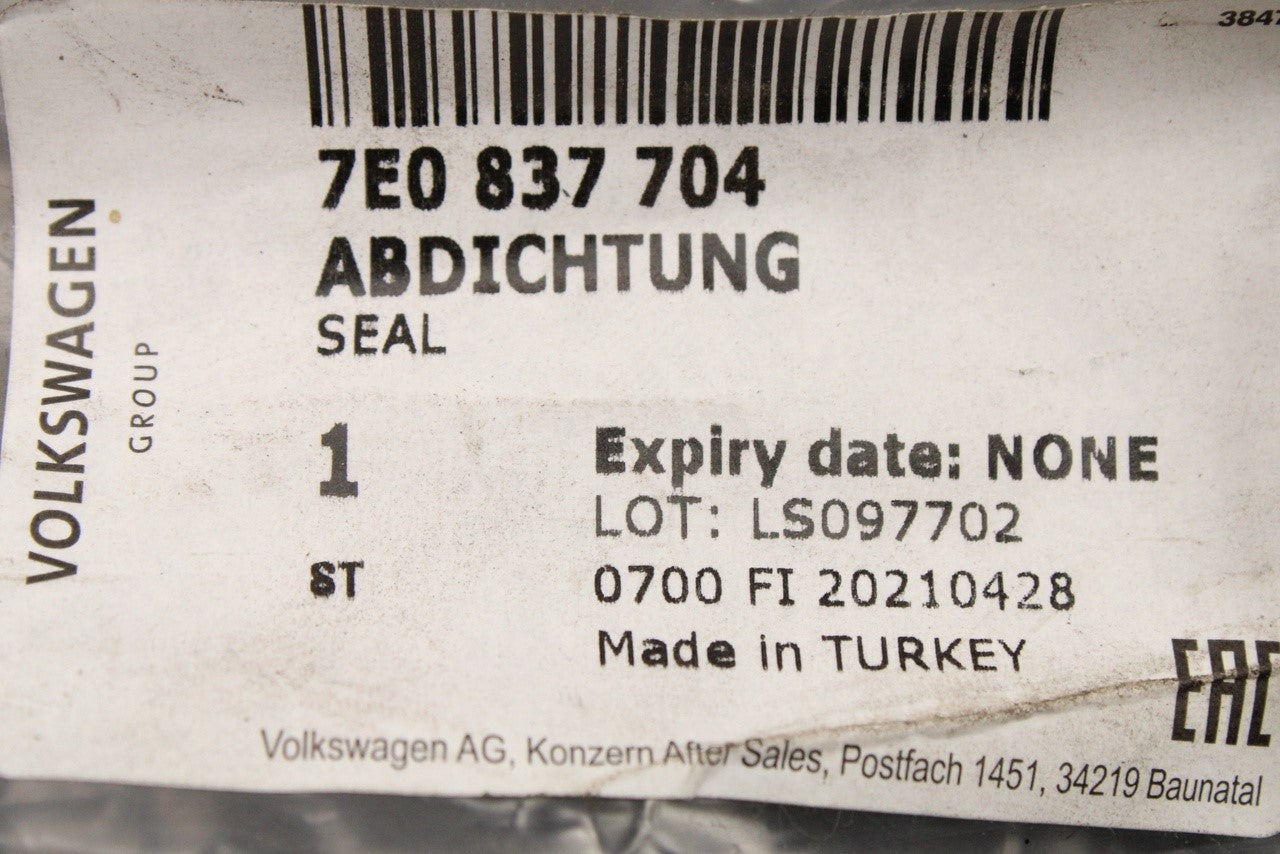 3847
7E0 837 704
ABDICHTUNG
SEAL
VOLKSWAGEN
GROUP
1
ST
Expiry date: NONE
LOT: LS097702
0700 FI 20210428
Made in TURKEY
EAC
Volkswagen AG, Konzern After Sales, Postfach 1451, 34219 Baunatal